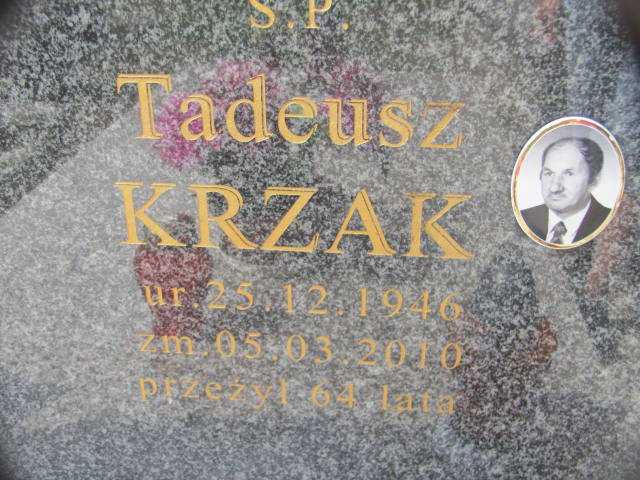 Ś.P.
Tadeusz
KRZAK
ur.25.12.1946
zm.05.03.2010
przeżył 64 lata